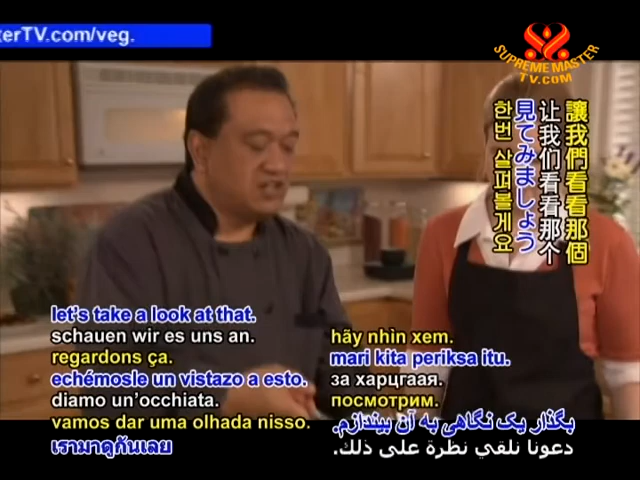 terTV.com/veg.
SUPREME MASTER
TV.COM
讓我們看看那個
让我们看看那个
見てみましょう
한번 살펴볼게요
let's take a look at that.
schauen wir es uns an.
regardons ça.
echémosle un vistazo a esto.
diamo un'occhiata.
vamos dar uma olhada nisso.
เรามาดูกันเลย
hãy nhìn xem.
mari kita periksa itu.
за харцгаая.
посмотрим.
بگذار یک نگاهی به آن بیندازم.
دعونا نلقي نظرة على ذلك.